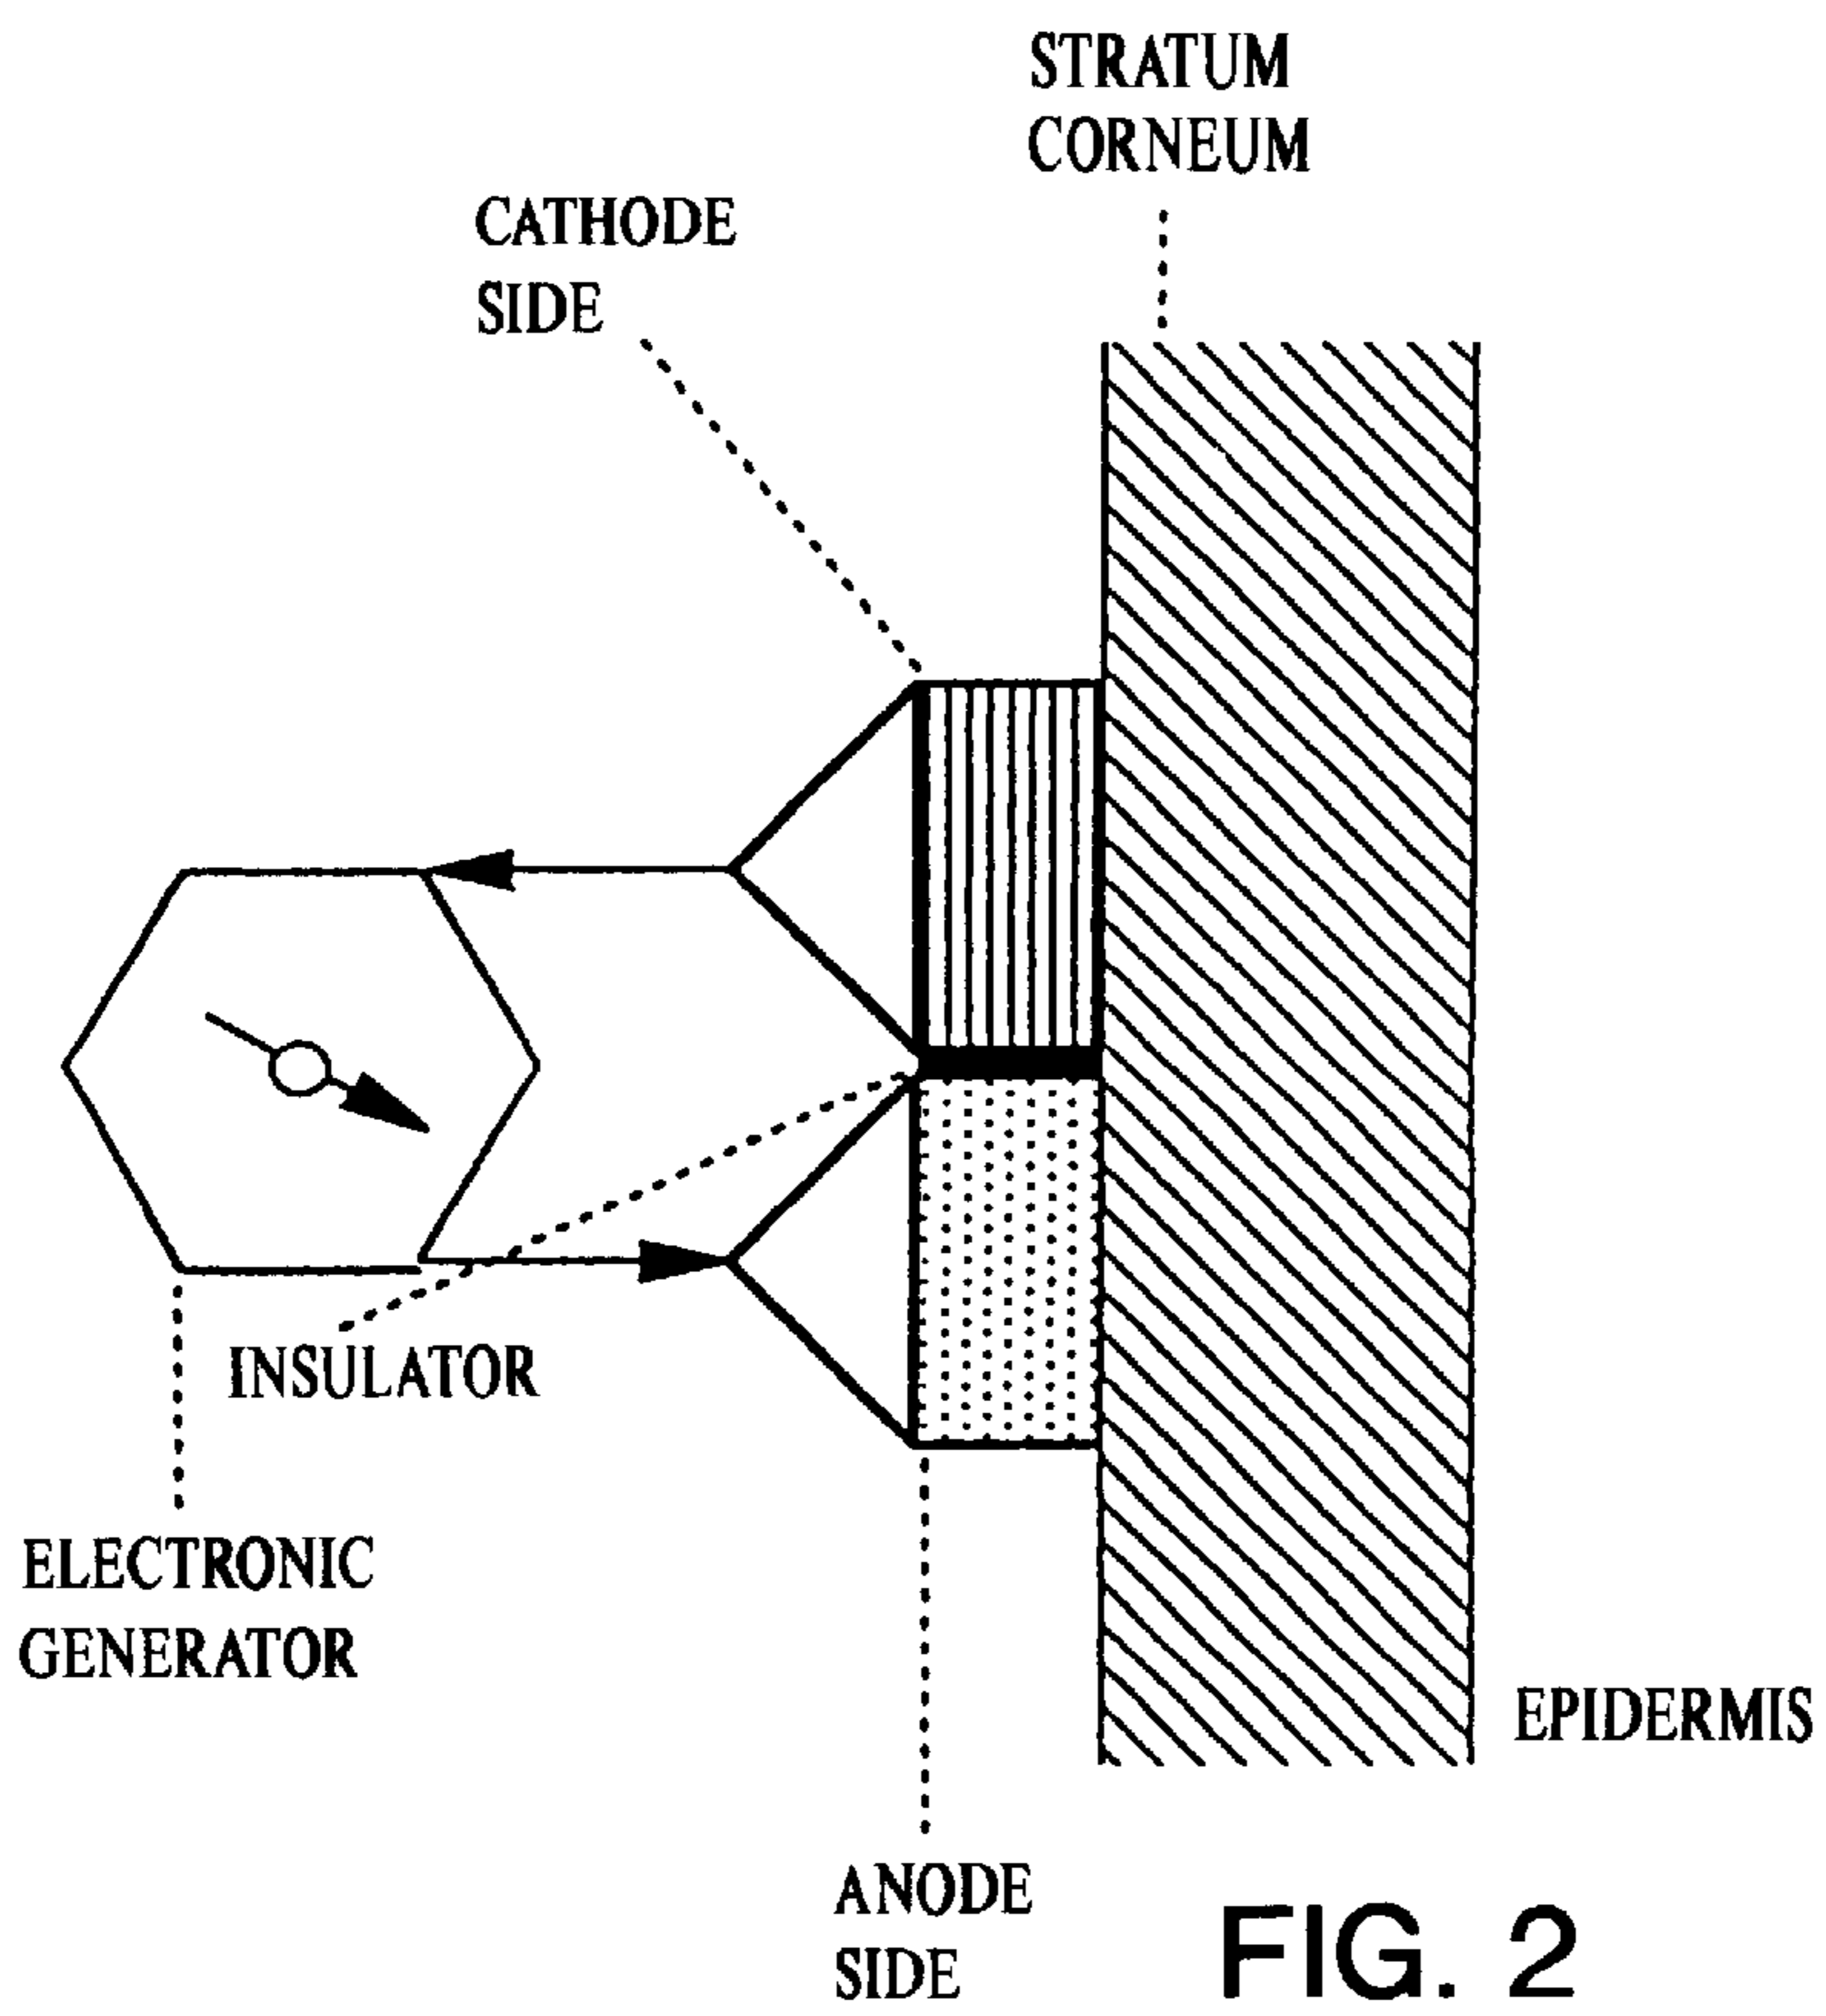 STRATUM
CORNEUM
CATHODE
SIDE
INSULATOR
ELECTRONIC
GENERATOR
EPIDERMIS
ANODE
SIDE
FIG. 2